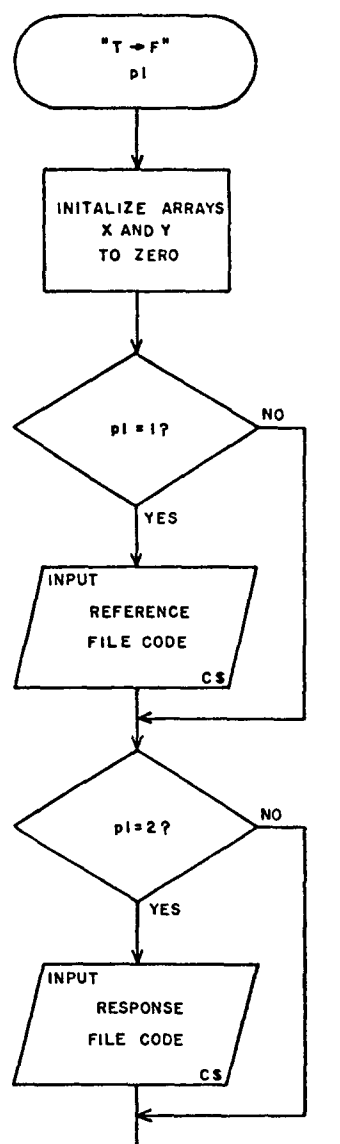 "T → F"
p1
INITALIZE ARRAYS
X AND Y
TO ZERO
p1 = 1?
NO
YES
INPUT
REFERENCE
FILE CODE
C$
p1=2?
NO
YES
INPUT
RESPONSE
FILE CODE
C$